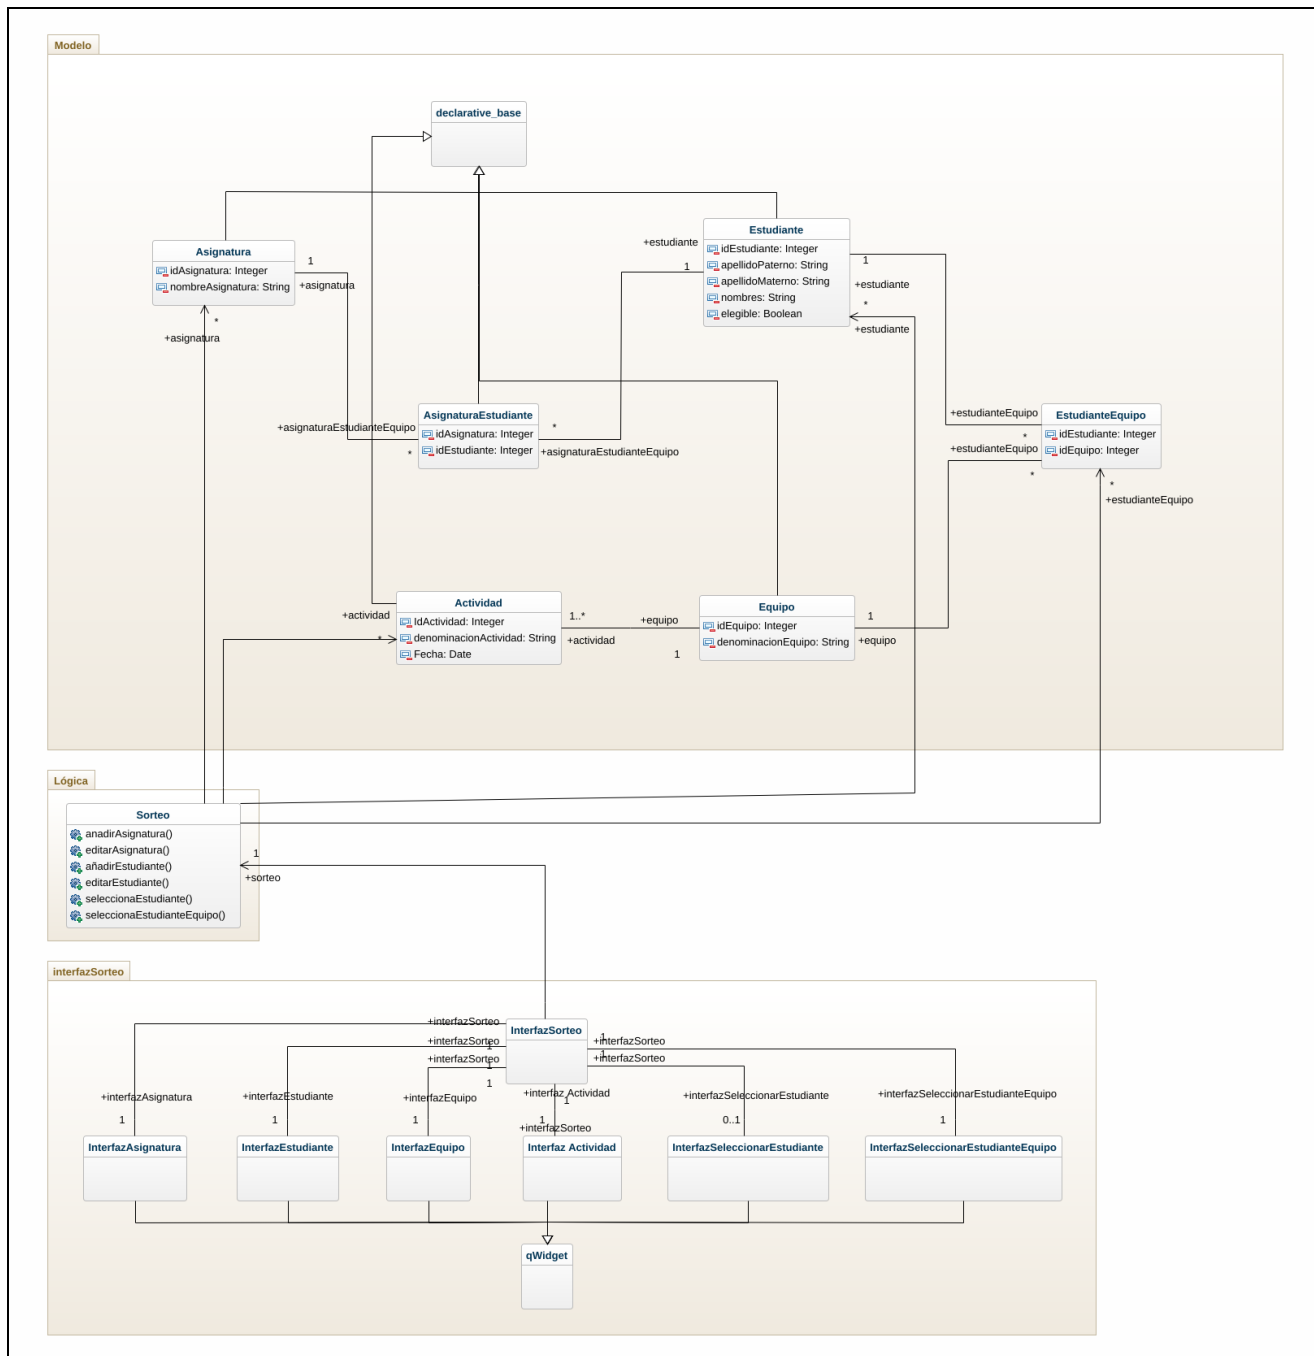 Modelo
declarative_base
Asignatura
idAsignatura: Integer
nombreAsignatura: String
1
+asignatura
*
+asignatura
Estudiante
idEstudiante: Integer
apellidoPaterno: String
apellidoMaterno: String
nombres: String
elegible: Boolean
+estudiante
1
1
+estudiante
*
+estudiante
AsignaturaEstudiante
idAsignatura: Integer
idEstudiante: Integer
+asignaturaEstudianteEquipo
*
*
+asignaturaEstudianteEquipo
EstudianteEquipo
idEstudiante: Integer
idEquipo: Integer
+estudianteEquipo
*
+estudianteEquipo
*
*
+estudianteEquipo
Actividad
IdActividad: Integer
denominacionActividad: String
Fecha: Date
+actividad
*
1..*
+actividad
+equipo
1
Equipo
idEquipo: Integer
denominacionEquipo: String
1
+equipo
Lógica
Sorteo
anadirAsignatura()
editarAsignatura()
añadirEstudiante()
editarEstudiante()
seleccionaEstudiante()
seleccionaEstudianteEquipo()
1
+sorteo
interfazSorteo
InterfazSorteo
+interfazSorteo
1
+interfazSorteo
1
+interfazSorteo
1
1
+interfazSorteo
1
+interfazSorteo
+interfazAsignatura
1
+interfazEstudiante
1
+interfazEquipo
1
+interfaz Actividad
1
1
+interfazSorteo
+interfazSeleccionarEstudiante
0..1
+interfazSeleccionarEstudianteEquipo
1
InterfazAsignatura
InterfazEstudiante
InterfazEquipo
Interfaz Actividad
InterfazSeleccionarEstudiante
InterfazSeleccionarEstudianteEquipo
qWidget